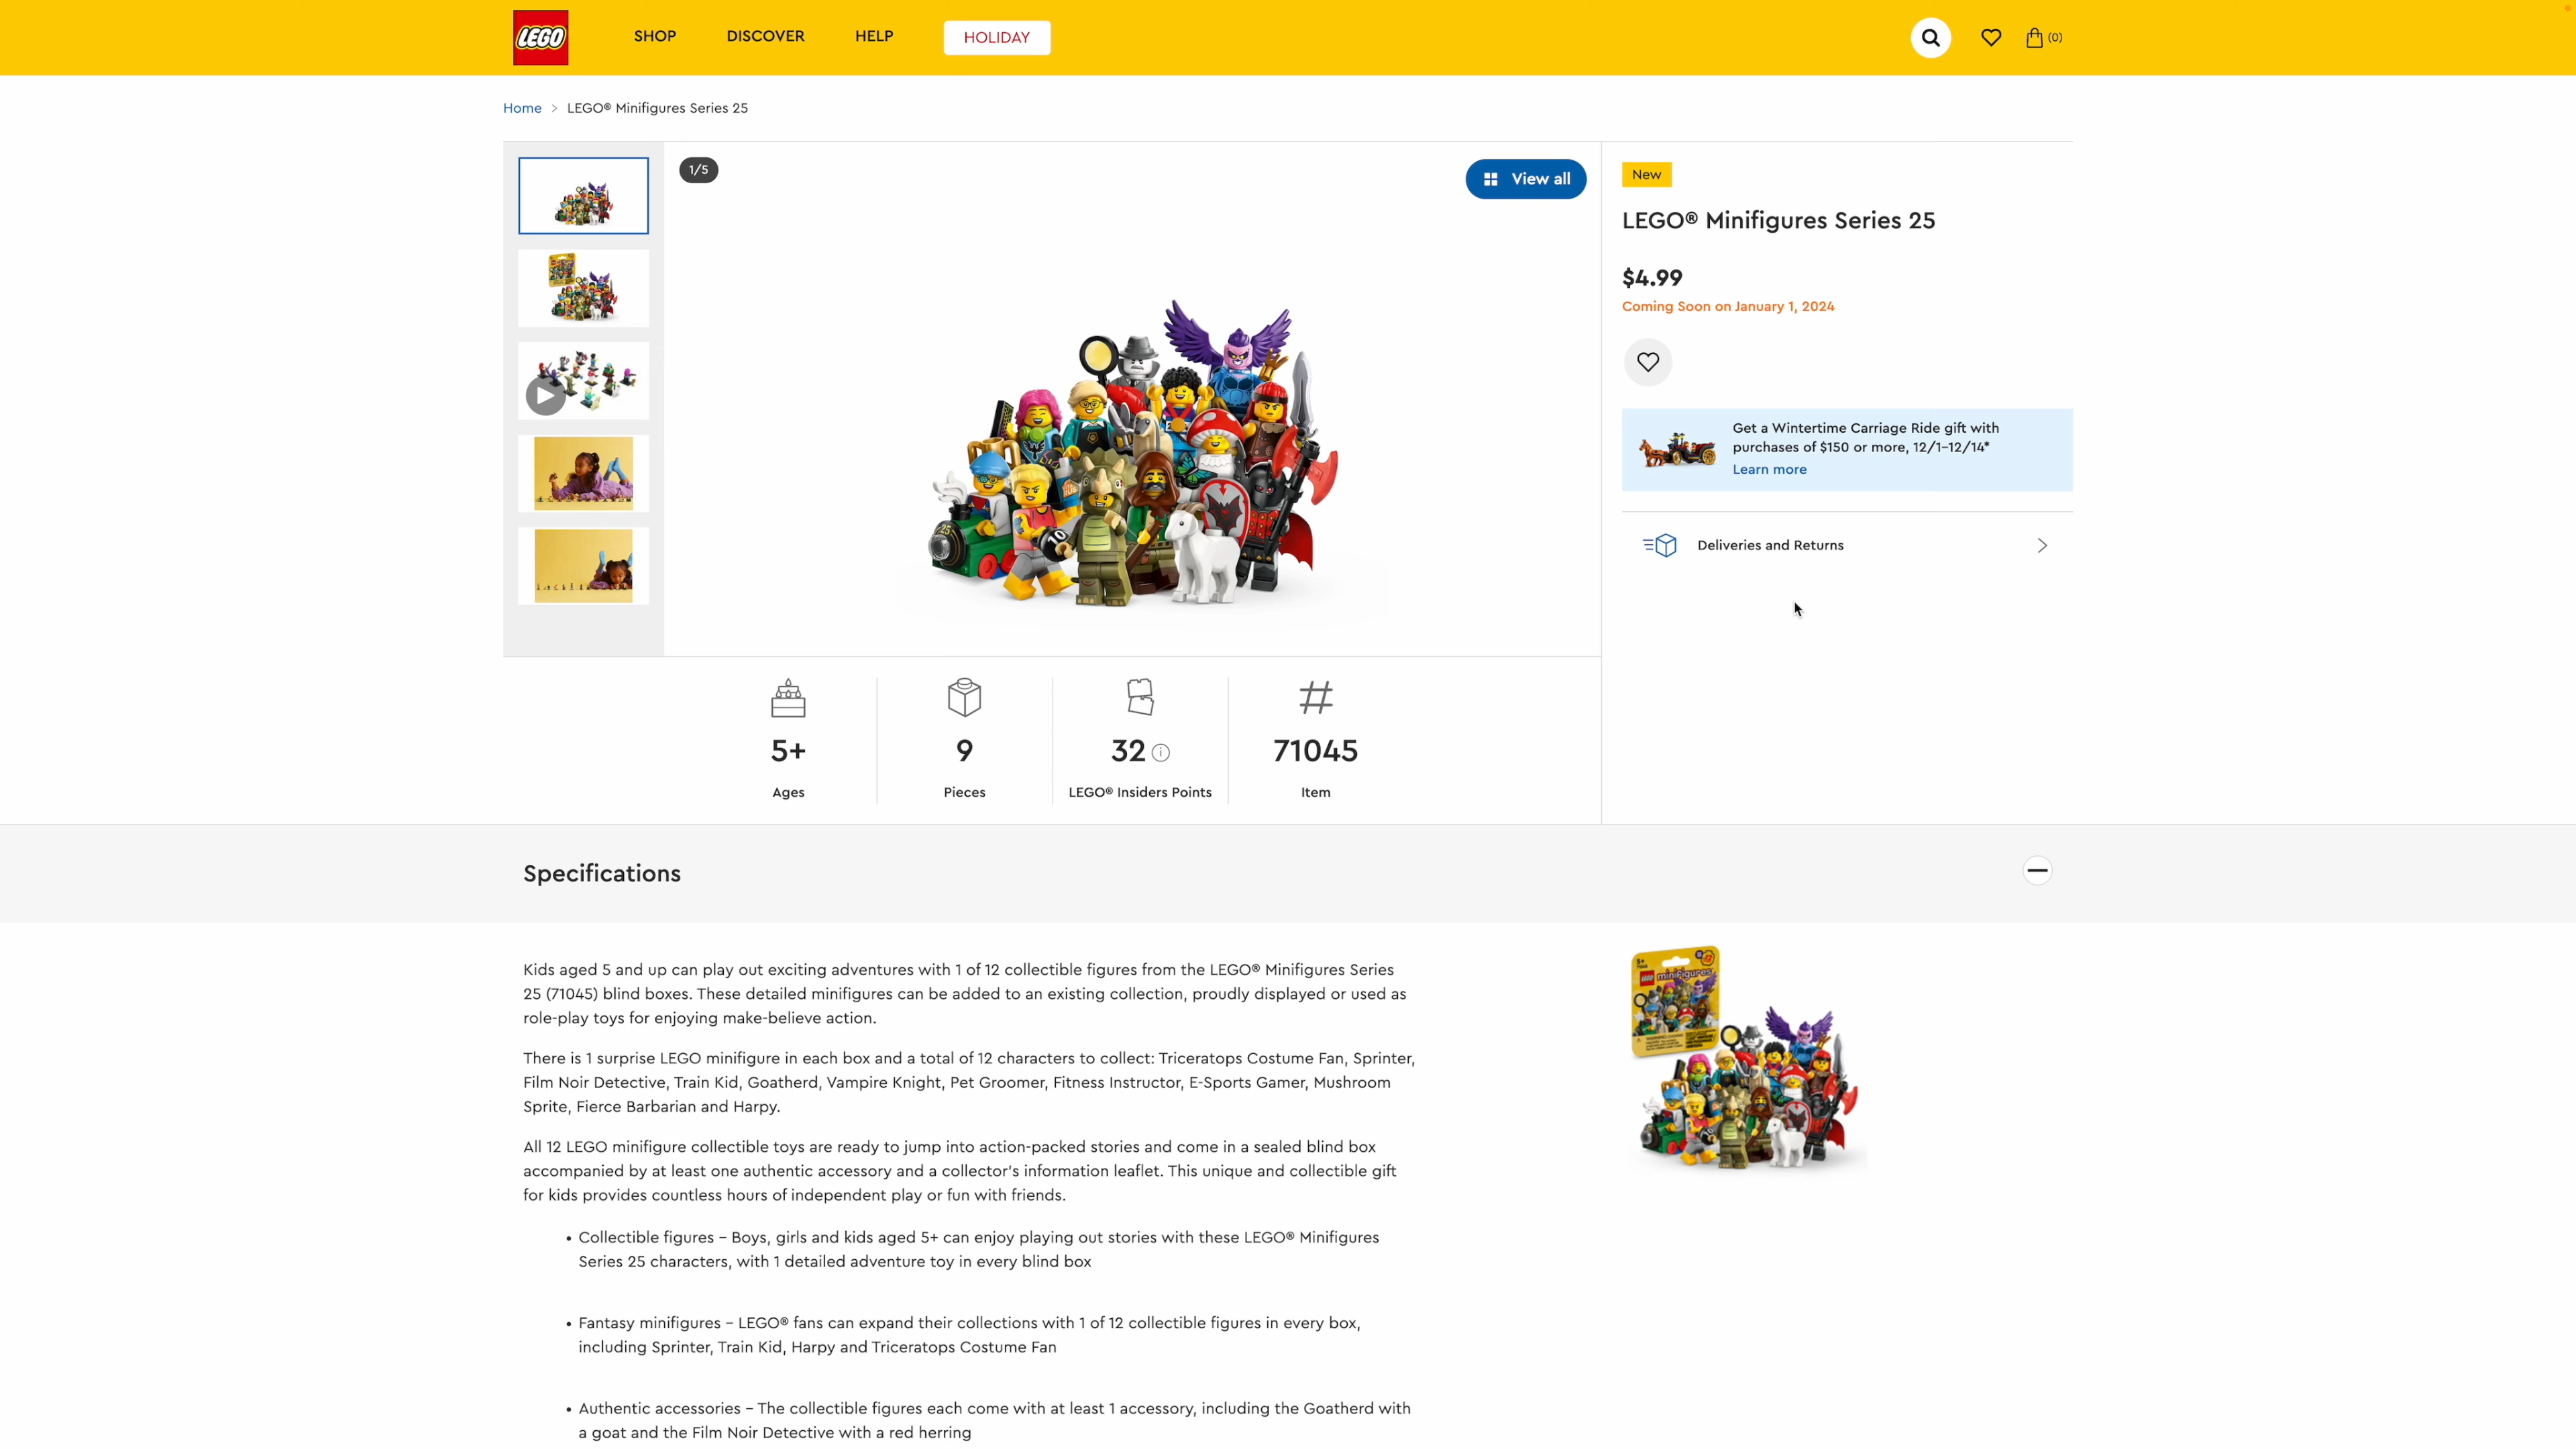 LEGO
SHOP
DISCOVER
HELP
HOLIDAY
(0)
Home > LEGO® Minifigures Series 25
1/5
View all
New
LEGO® Minifigures Series 25
$4.99
Coming Soon on January 1, 2024
Get a Wintertime Carriage Ride gift with
purchases of $150 or more, 12/1-12/14*
Learn more
Deliveries and Returns
5+
Ages
9
Pieces
32
LEGO® Insiders Points
71045
Item
Specifications
Kids aged 5 and up can play out exciting adventures with 1 of 12 collectible figures from the LEGO® Minifigures Series
25 (71045) blind boxes. These detailed minifigures can be added to an existing collection, proudly displayed or used as
role-play toys for enjoying make-believe action.
There is 1 surprise LEGO minifigure in each box and a total of 12 characters to collect: Triceratops Costume Fan, Sprinter,
Film Noir Detective, Train Kid, Goatherd, Vampire Knight, Pet Groomer, Fitness Instructor, E-Sports Gamer, Mushroom
Sprite, Fierce Barbarian and Harpy.
All 12 LEGO minifigure collectible toys are ready to jump into action-packed stories and come in a sealed blind box
accompanied by at least one authentic accessory and a collector's information leaflet. This unique and collectible gift
for kids provides countless hours of independent play or fun with friends.
• Collectible figures – Boys, girls and kids aged 5+ can enjoy playing out stories with these LEGO® Minifigures
Series 25 characters, with 1 detailed adventure toy in every blind box
• Fantasy minifigures – LEGO® fans can expand their collections with 1 of 12 collectible figures in every box,
including Sprinter, Train Kid, Harpy and Triceratops Costume Fan
• Authentic accessories – The collectible figures each come with at least 1 accessory, including the Goatherd with
a goat and the Film Noir Detective with a red herring
25
10
5+
LEGO
minifigures